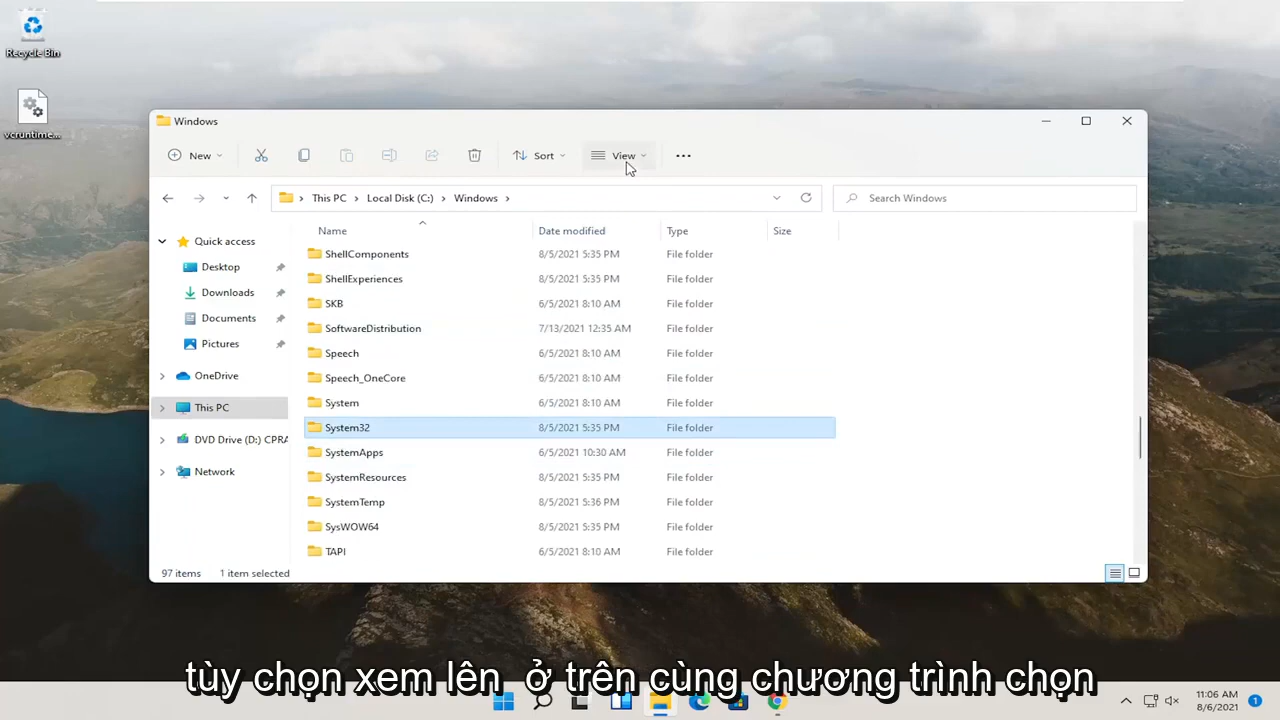 Recycle Bin
vcruntime...
Windows
New
Sort
View
This PC
Local Disk (C:)
Windows
Search Windows
Name Date modified Type Size
Quick access
Desktop
Downloads
Documents
Pictures
OneDrive
This PC
DVD Drive (D:) CPRA
Network
ShellComponents 8/5/2021 5:35 PM File folder
ShellExperiences 8/5/2021 5:35 PM File folder
SKB 6/5/2021 8:10 AM File folder
SoftwareDistribution 7/13/2021 12:35 AM File folder
Speech 6/5/2021 8:10 AM File folder
Speech_OneCore 6/5/2021 8:10 AM File folder
System 6/5/2021 8:10 AM File folder
System32 8/5/2021 5:35 PM File folder
SystemApps 6/5/2021 10:30 AM File folder
SystemResources 8/5/2021 5:35 PM File folder
SystemTemp 8/5/2021 5:36 PM File folder
SysWOW64 8/5/2021 5:35 PM File folder
TAPI 6/5/2021 8:10 AM File folder
97 items 1 item selected
tùy chọn xem lên ở trên cùng chương trình chọn
11:06 AM
8/6/2021
1